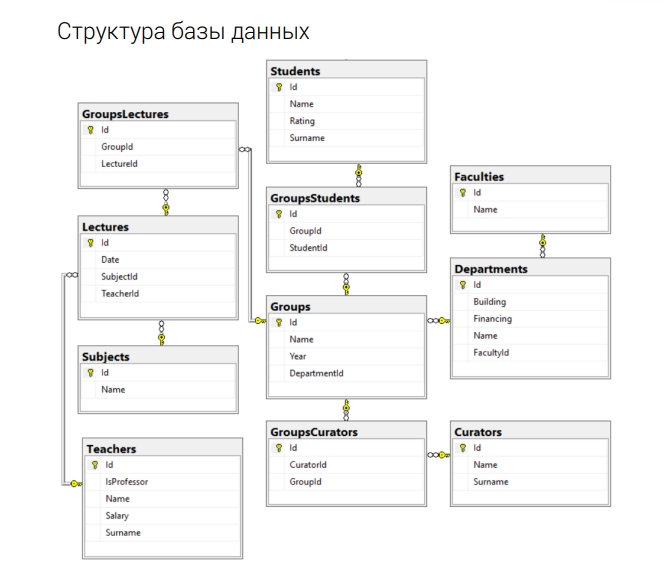 Структура базы данных
Students
Id
Name
Rating
Surname
GroupsLectures
Id
GroupId
LectureId
Faculties
Id
Name
GroupsStudents
Id
GroupId
StudentId
Lectures
Id
Date
SubjectId
TeacherId
Departments
Id
Building
Financing
Name
FacultyId
Groups
Id
Name
Year
DepartmentId
Subjects
Id
Name
GroupsCurators
Id
CuratorId
GroupId
Curators
Id
Name
Surname
Teachers
Id
IsProfessor
Name
Salary
Surname